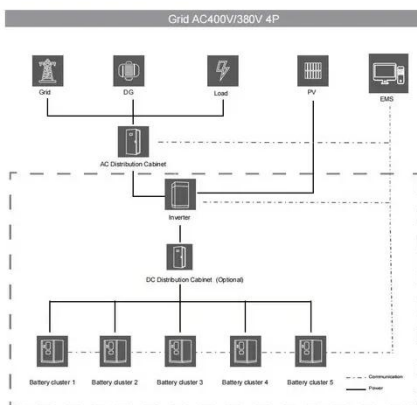 Grid AC400V/380V 4P
Grid DG Load PV EMS
AC Distribution Cabinet
Inverter
DC Distribution Cabinet (Optional)
Battery cluster 1 Battery cluster 2 Battery cluster 3 Battery cluster 4 Battery cluster 5
Communication
Power